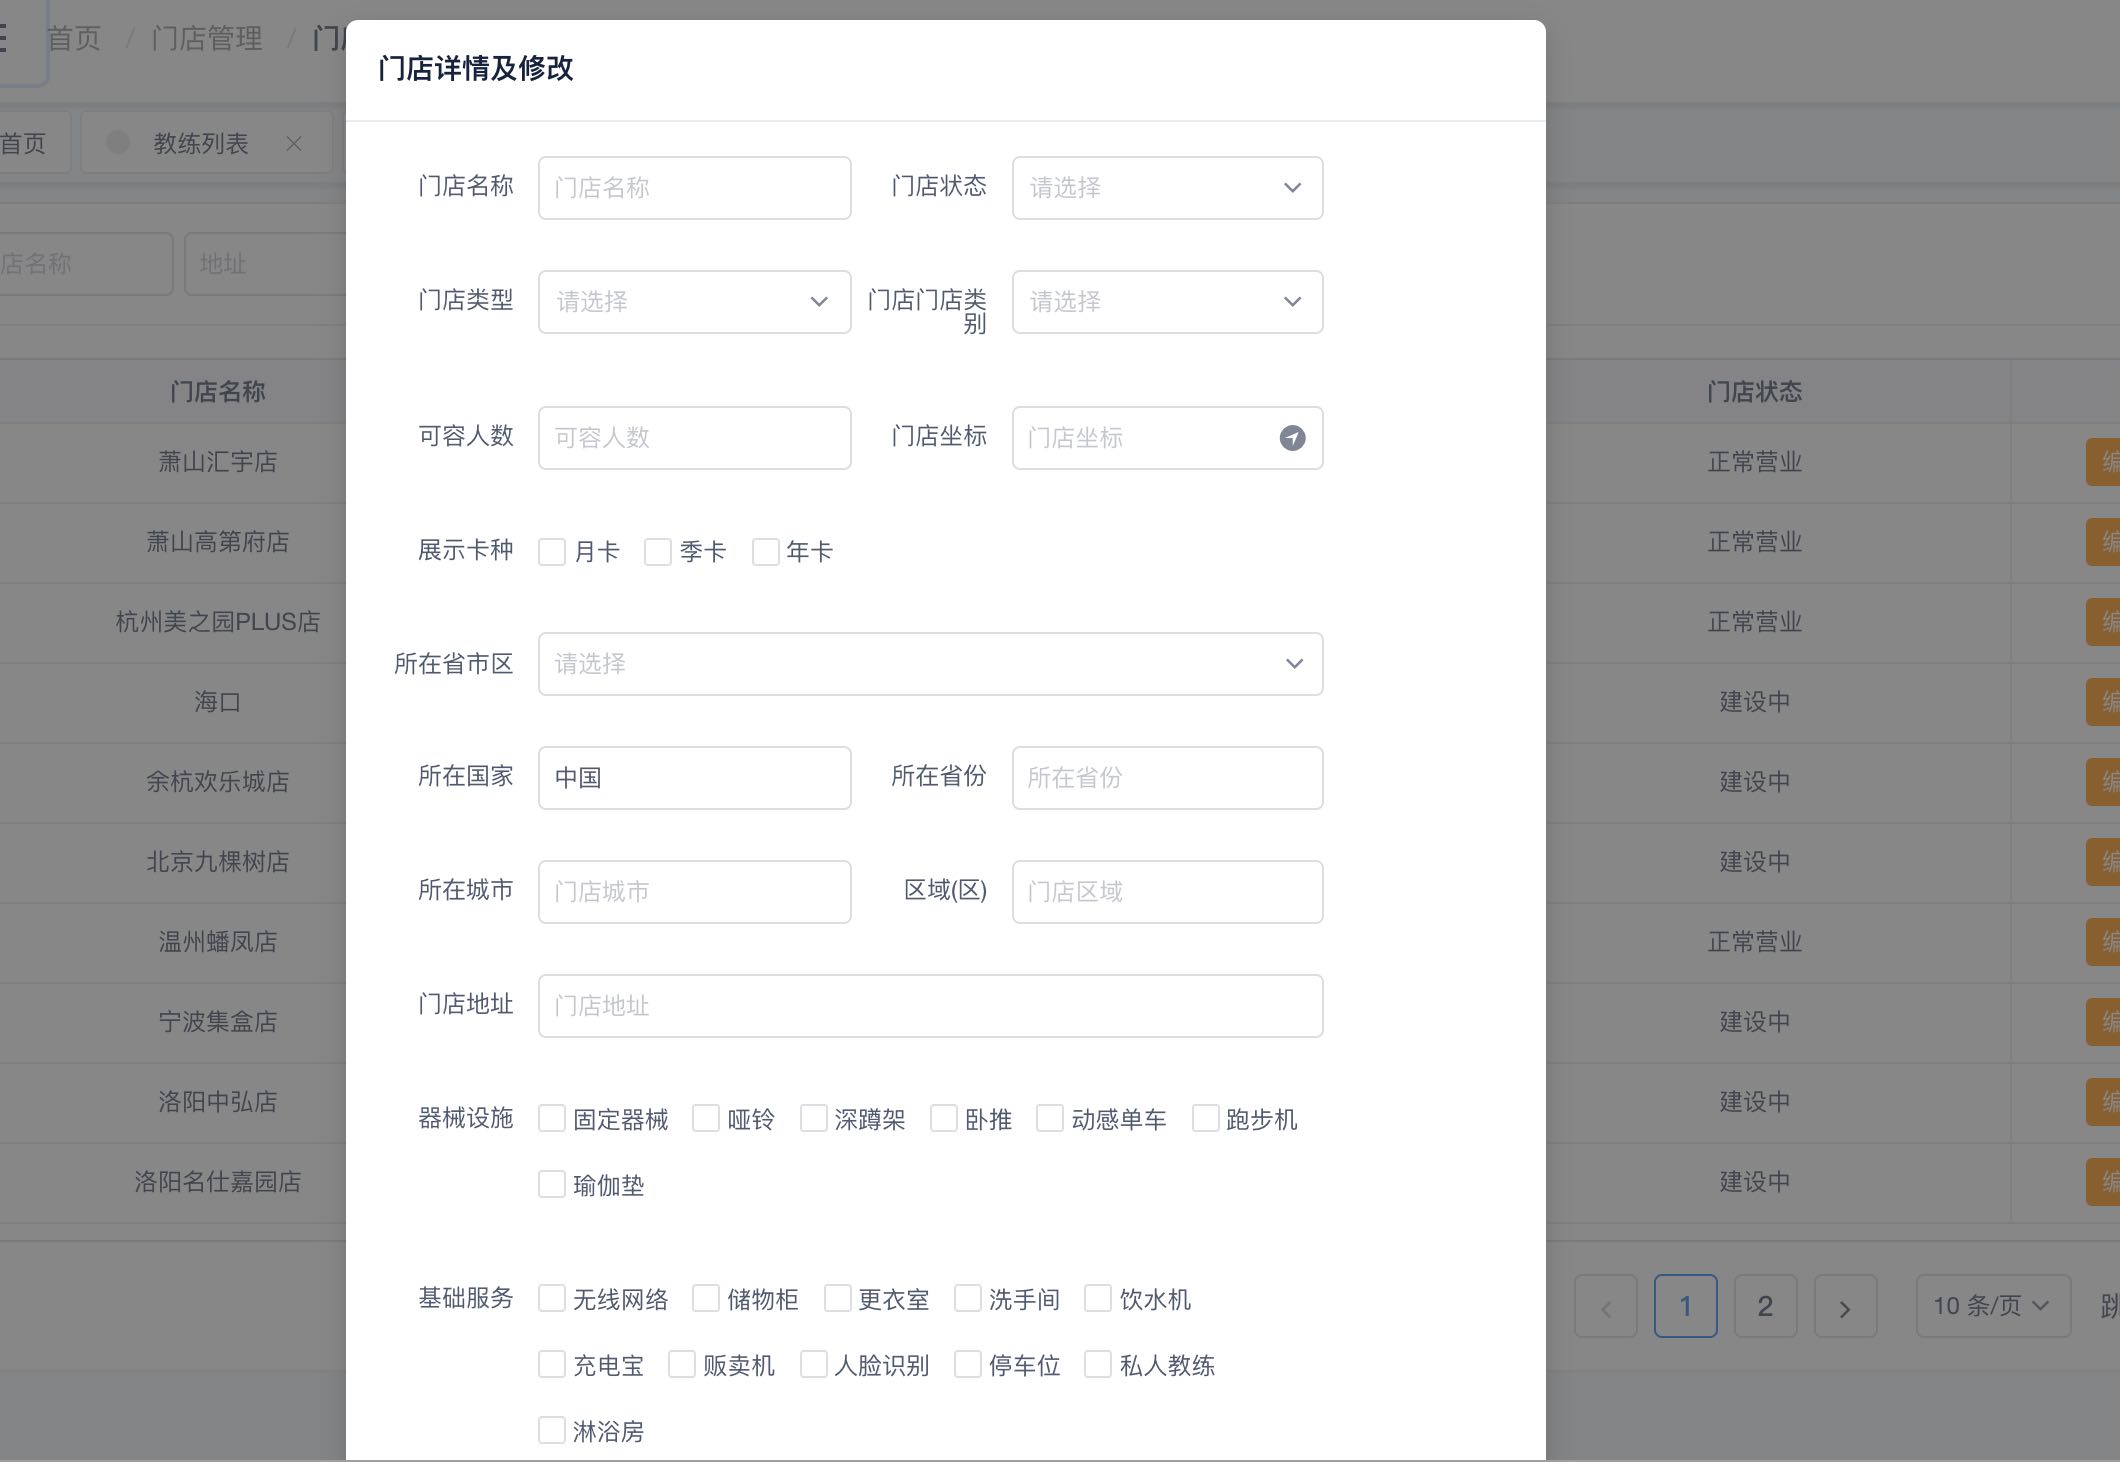 首页 / 门店管理 / 门店
门店详情及修改
首页
教练列表
门店名称 门店名称 门店状态 请选择
店名称 地址
门店类型 请选择 门店门店类别 请选择
门店名称 门店状态
可容人数 可容人数 门店坐标 门店坐标
萧山汇宇店 正常营业 编
萧山高第府店 正常营业 编
展示卡种 月卡 季卡 年卡
杭州美之园PLUS店 正常营业 编
所在省市区 请选择
海口 建设中 编
所在国家 中国 所在省份 所在省份
余杭欢乐城店 建设中 编
北京九棵树店 建设中 编
所在城市 门店城市 区域(区) 门店区域
温州蟠凤店 正常营业 编
门店地址 门店地址
宁波集盒店 建设中 编
洛阳中弘店 建设中 编
器械设施 固定器械 哑铃 深蹲架 卧推 动感单车 跑步机
瑜伽垫
洛阳名仕嘉园店 建设中 编
基础服务 无线网络 储物柜 更衣室 洗手间 饮水机
1 2 10 条/页 跳
充电宝 贩卖机 人脸识别 停车位 私人教练
淋浴房